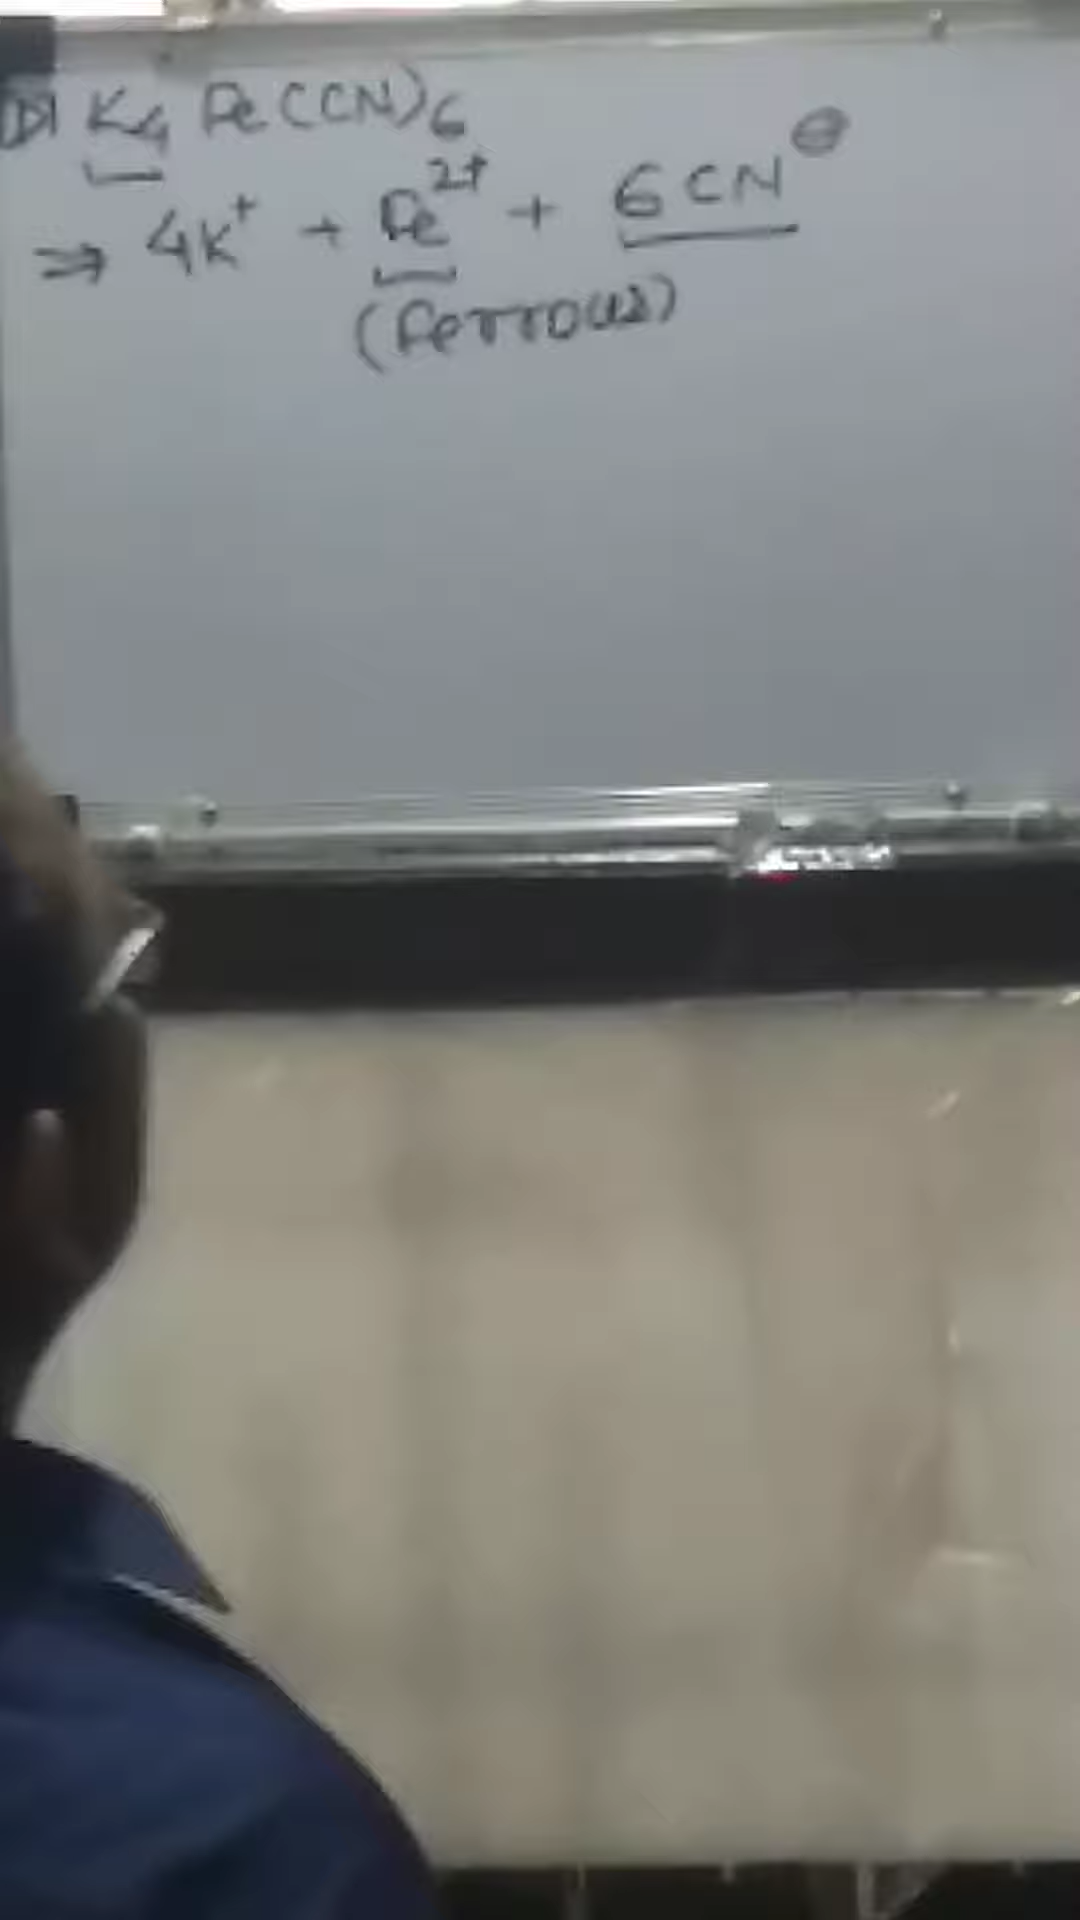 D) K₄ Fe(CN)₆
⇒ 4K⁺ + Fe²⁺ + 6CN⊖
(Ferrous)